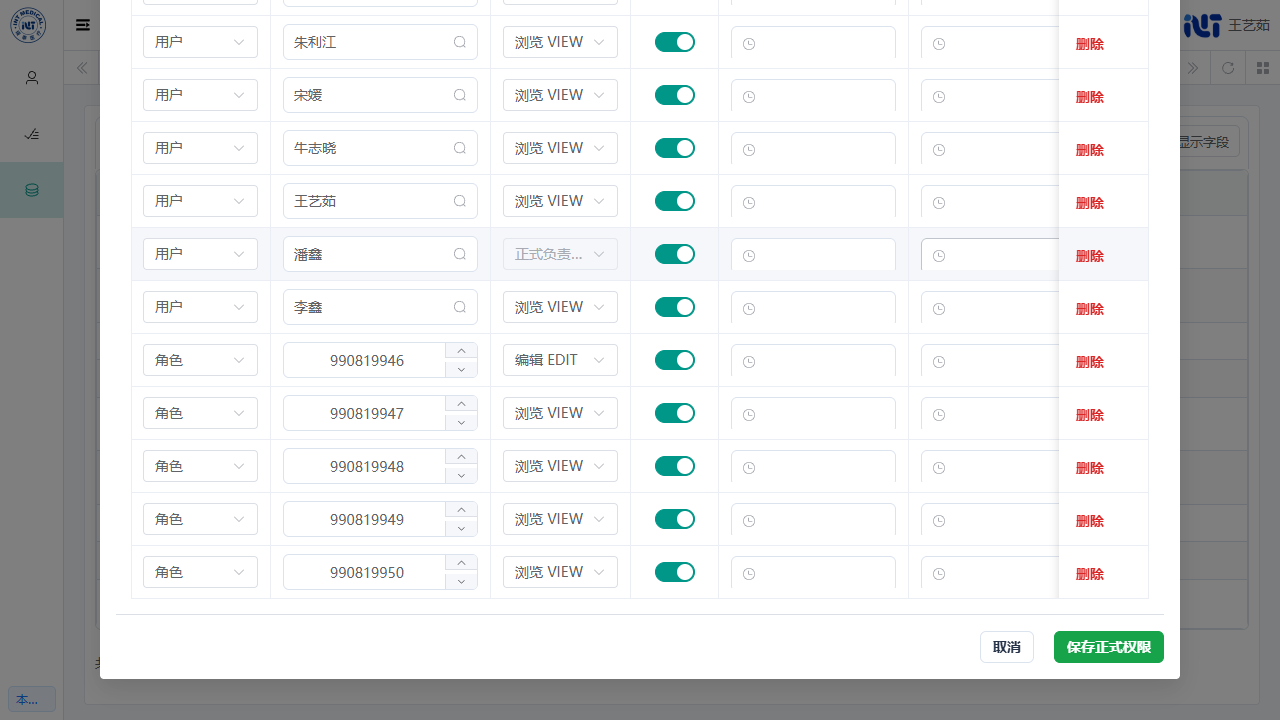 王艺茹
用户 朱利江 浏览 VIEW 删除
用户 宋嫒 浏览 VIEW 删除
用户 牛志晓 浏览 VIEW 删除
显示字段
用户 王艺茹 浏览 VIEW 删除
用户 潘鑫 正式负责... 删除
用户 李鑫 浏览 VIEW 删除
角色 990819946 编辑 EDIT 删除
角色 990819947 浏览 VIEW 删除
角色 990819948 浏览 VIEW 删除
角色 990819949 浏览 VIEW 删除
角色 990819950 浏览 VIEW 删除
取消 保存正式权限
本...